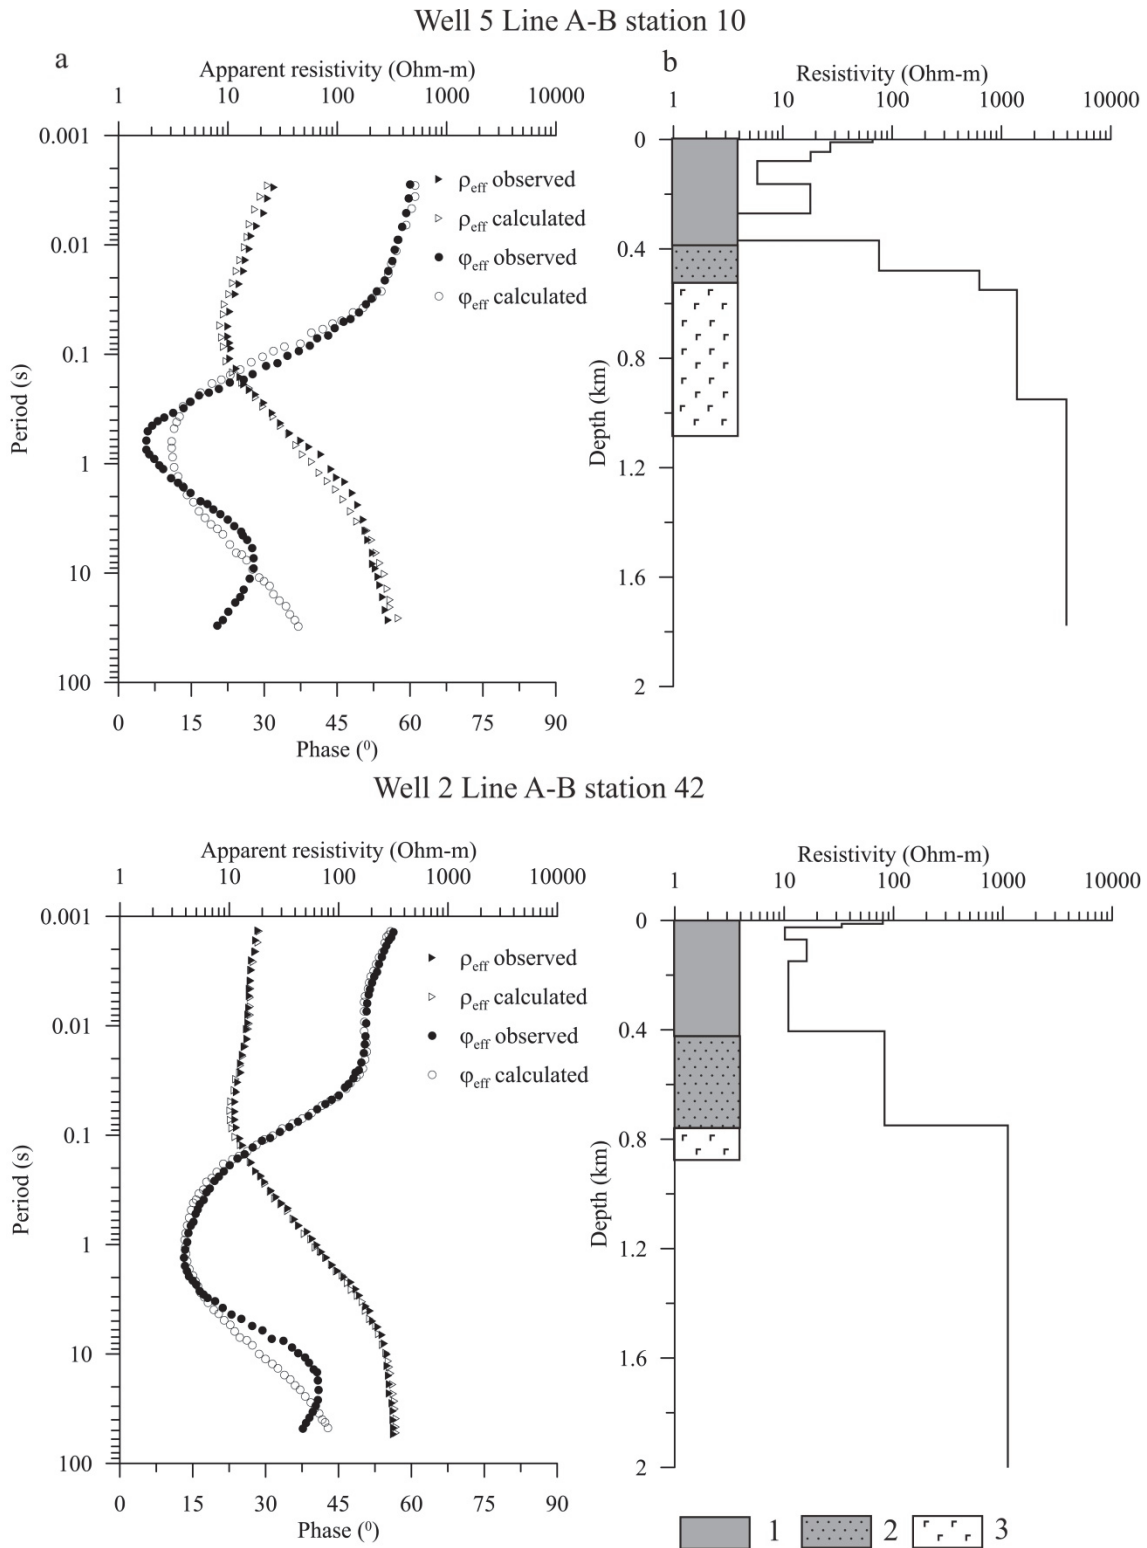 Well 5 Line A-B station 10
a
b
Apparent resistivity (Ohm-m)
Resistivity (Ohm-m)
1 10 100 1000 10000
1 10 100 1000 10000
0.001
0.01
0.1
1
10
100
Period (s)
ρeff observed
ρeff calculated
φeff observed
φeff calculated
0
0.4
0.8
1.2
1.6
2
Depth (km)
0 15 30 45 60 75 90
Phase (⁰)
Well 2 Line A-B station 42
Apparent resistivity (Ohm-m)
Resistivity (Ohm-m)
1 10 100 1000 10000
1 10 100 1000 10000
0.001
0.01
0.1
1
10
100
Period (s)
ρeff observed
ρeff calculated
φeff observed
φeff calculated
0
0.4
0.8
1.2
1.6
2
Depth (km)
0 15 30 45 60 75 90
Phase (⁰)
1 2 3